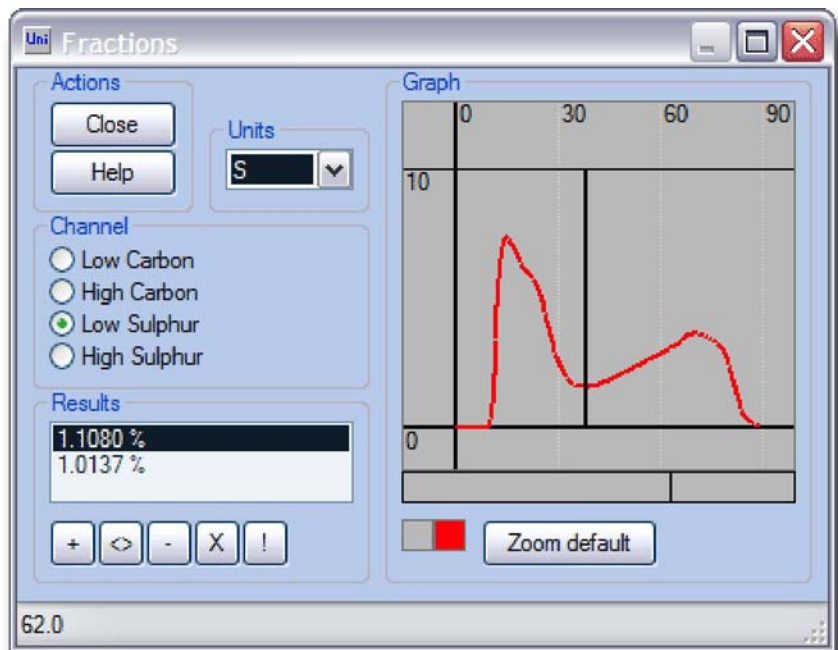 Uni Fractions
Actions
Close
Help
Units
S
Channel
Low Carbon
High Carbon
Low Sulphur
High Sulphur
Results
1.1080 %
1.0137 %
+ <> - X !
Graph
0 30 60 90
10
0
Zoom default
62.0